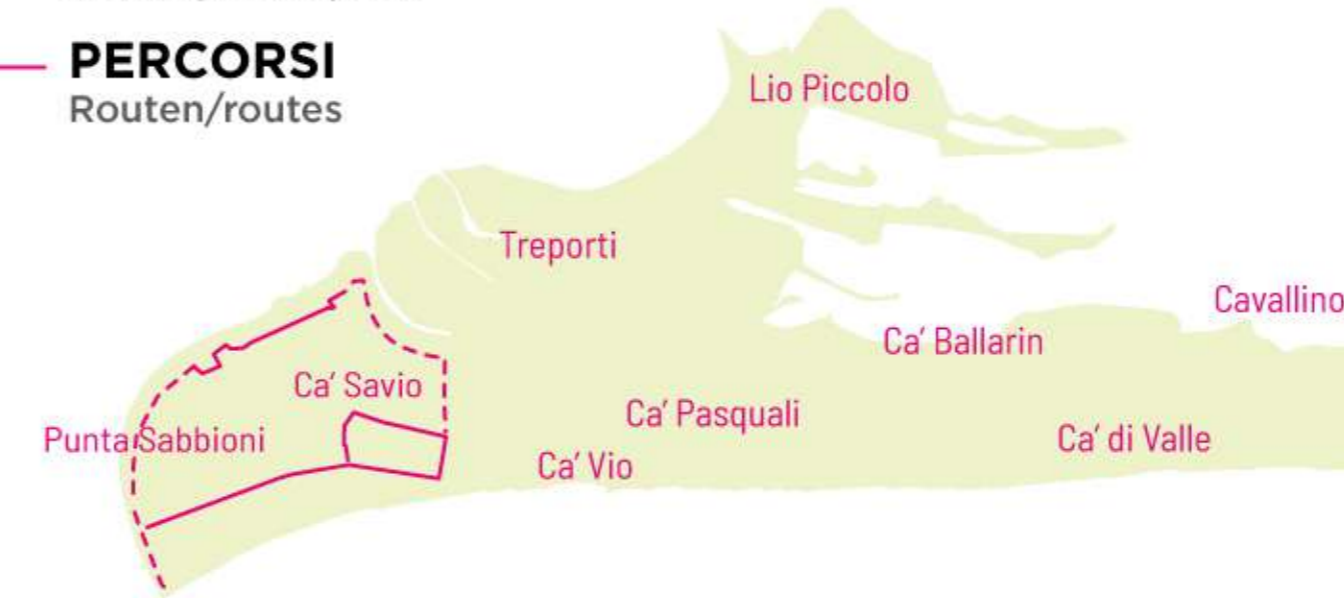 PERCORSI
Routen/routes
Lio Piccolo
Treporti
Cavallino
Ca' Ballarin
Ca' Savio
Ca' Pasquali
Punta Sabbioni
Ca' di Valle
Ca' Vio